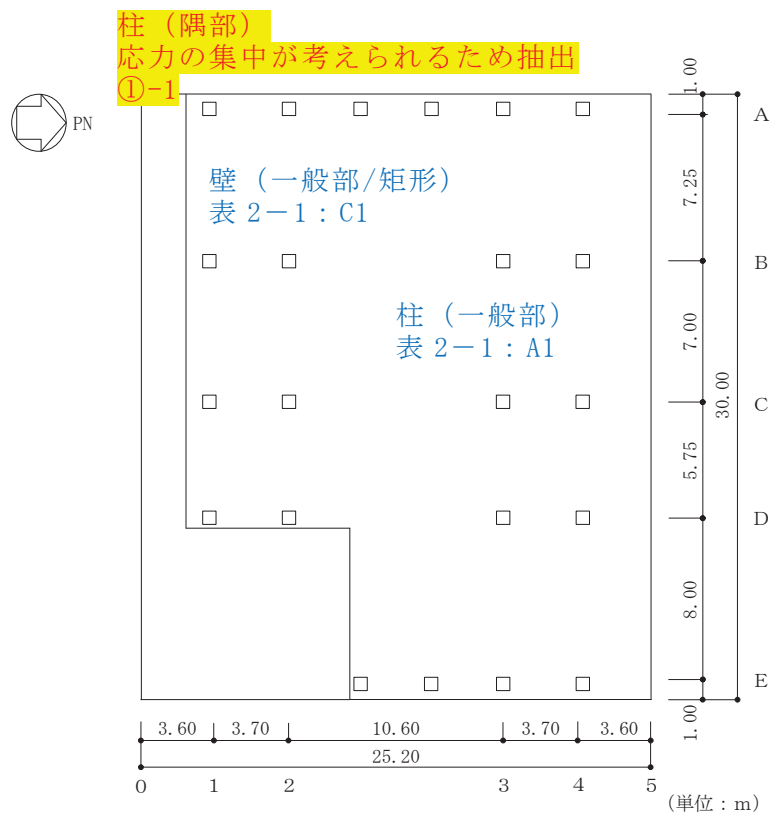 柱（隅部）
応力の集中が考えられるため抽出
①-1
PN
壁（一般部/矩形）
表 2－1：C1
柱（一般部）
表 2－1：A1
1.00
7.25
7.00
5.75
8.00
1.00
30.00
A
B
C
D
E
3.60 3.70 10.60 3.70 3.60
25.20
0 1 2 3 4 5
(単位：m)